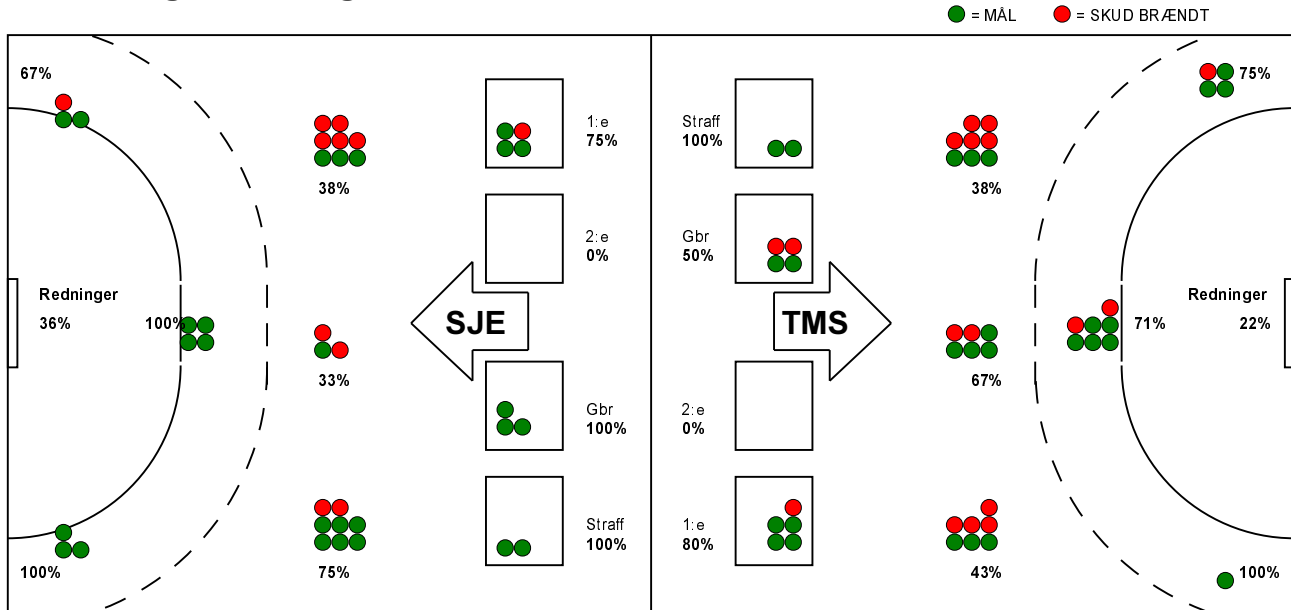 = MÅL
= SKUD BRÆNDT
67%
38%
1:e
75%
2:e
0%
Redninger
36%
100%
SJE
33%
Gbr
100%
Straff
100%
75%
100%
Straff
100%
Gbr
50%
TMS
2:e
0%
1:e
80%
38%
75%
67%
71%
Redninger
22%
43%
100%